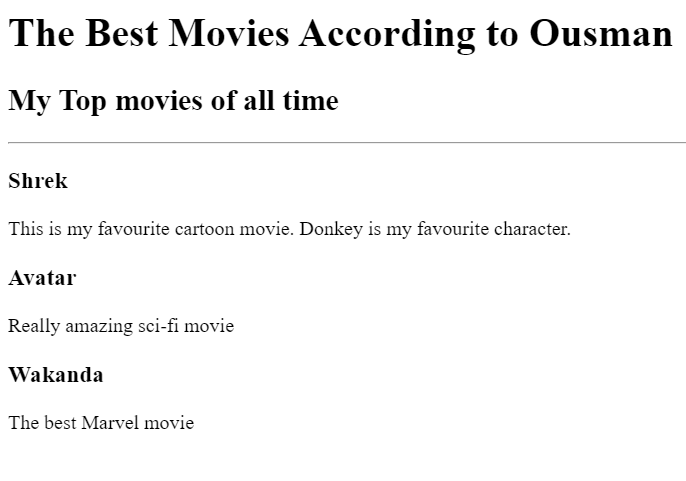 The Best Movies According to Ousman
My Top movies of all time
Shrek
This is my favourite cartoon movie. Donkey is my favourite character.
Avatar
Really amazing sci-fi movie
Wakanda
The best Marvel movie